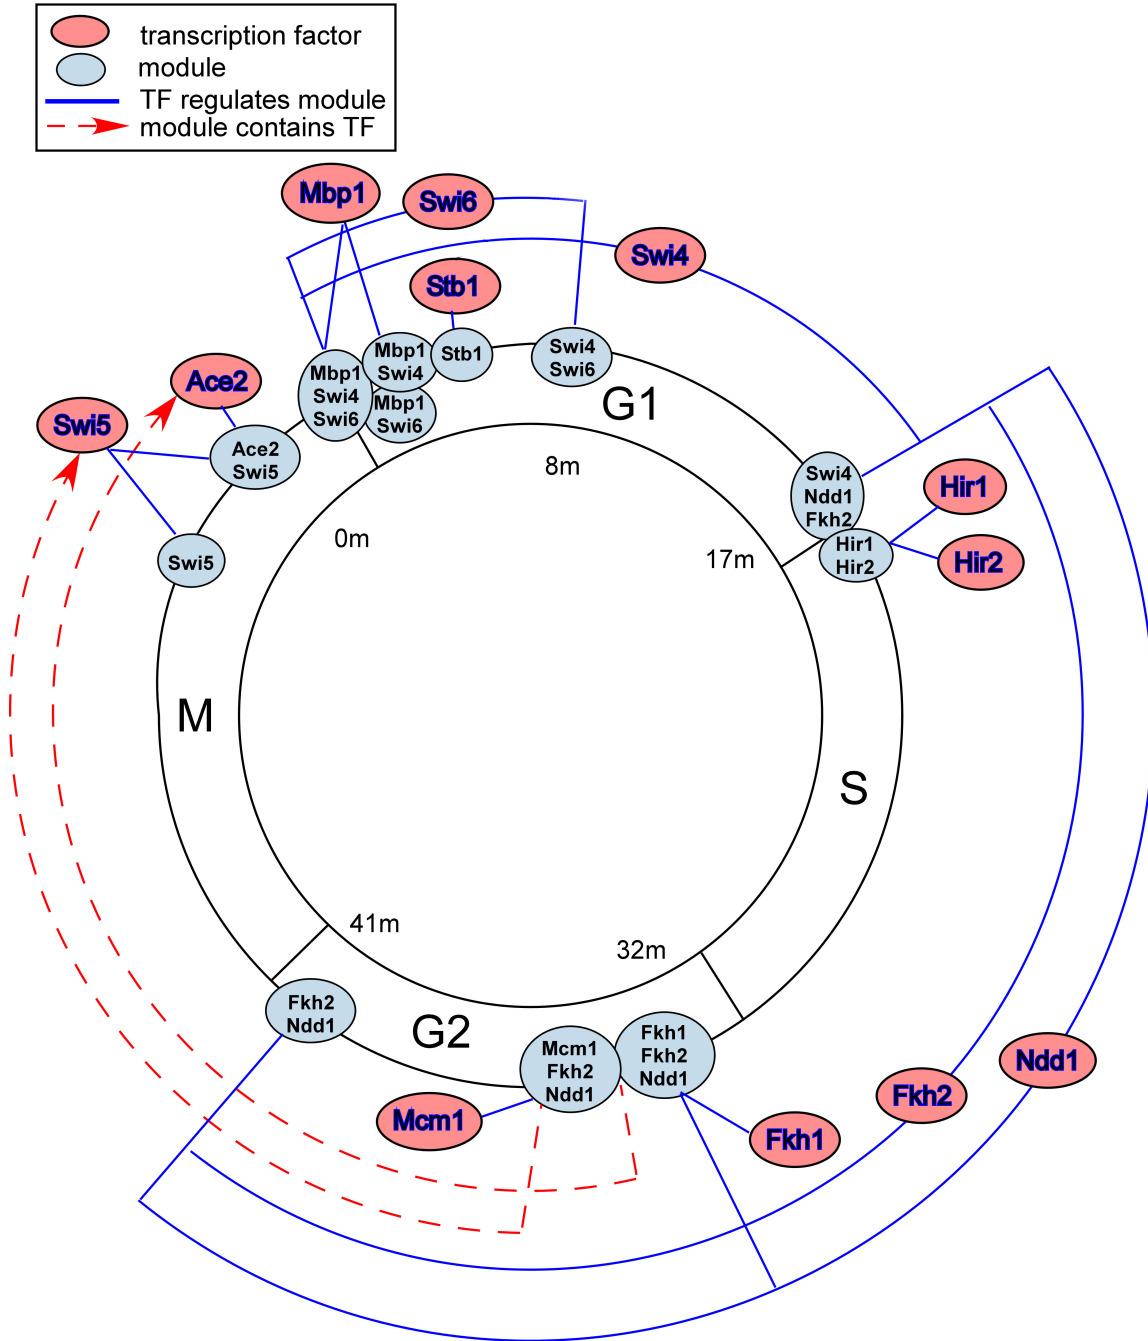 transcription factor
module
TF regulates module
module contains TF
Mbp1
Swi6
Swi4
Stb1
Ace2
Swi5
Mbp1
Swi4
Swi6
Mbp1
Swi4
Mbp1
Swi6
Stb1
Swi4
Swi6
G1
Ace2
Swi5
Swi5
8m
0m
17m
Swi4
Ndd1
Fkh2
Hir1
Hir2
Hir1
Hir2
M
S
41m
32m
Fkh2
Ndd1
G2
Mcm1
Fkh2
Ndd1
Fkh1
Fkh2
Ndd1
Mcm1
Fkh1
Fkh2
Ndd1